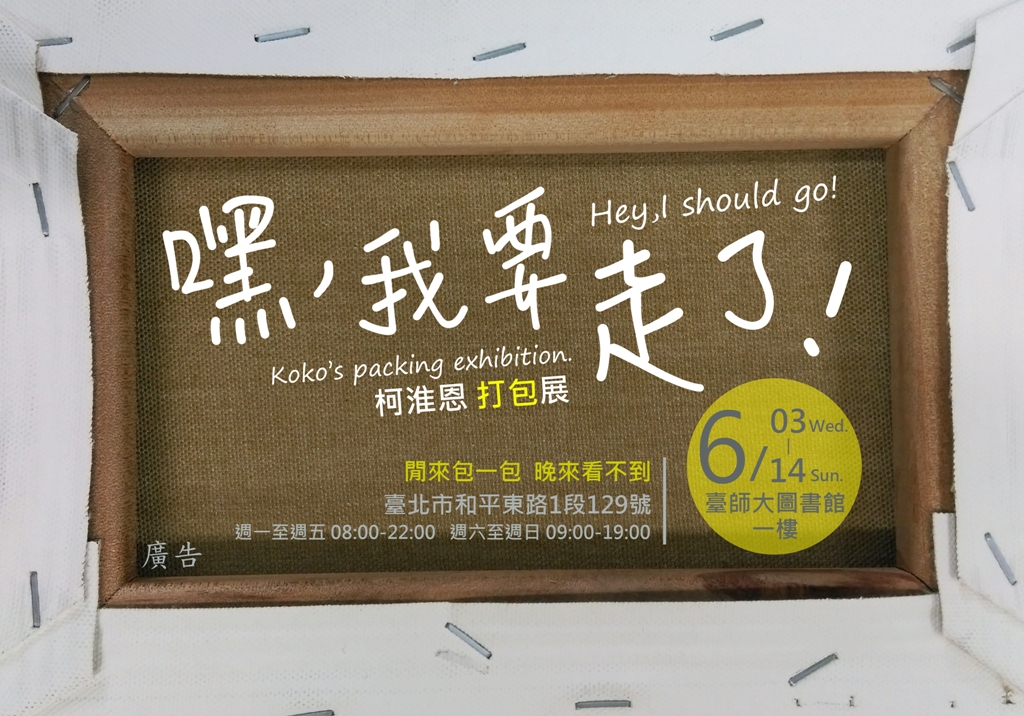 Hey,I should go!
嘿，我要走了！
Koko's packing exhibition.
柯淮恩 打包展
閒來包一包 晚來看不到
臺北市和平東路1段129號
週一至週五 08:00-22:00 週六至週日 09:00-19:00
6/
03 Wed.
|
14 Sun.
臺師大圖書館
一樓
廣告